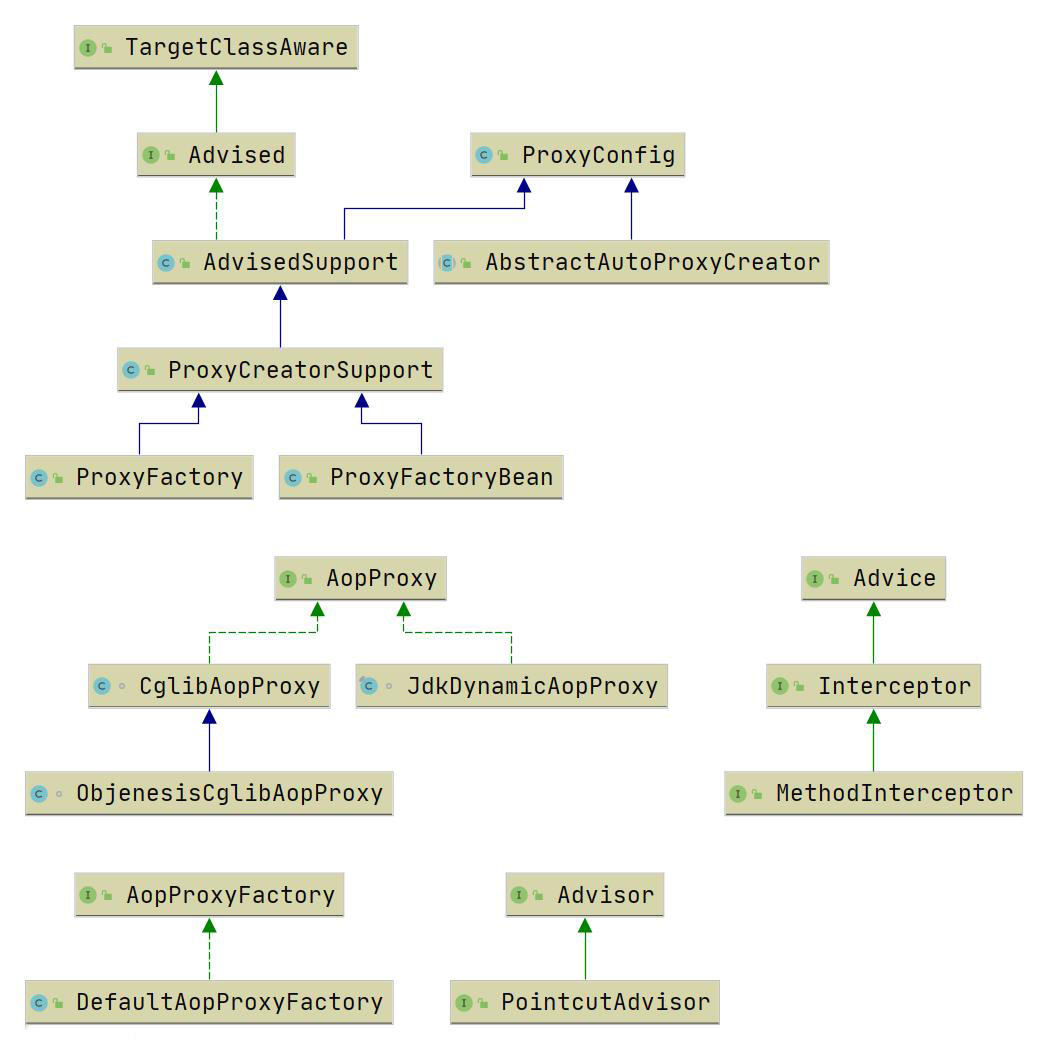 TargetClassAware
Advised
ProxyConfig
AdvisedSupport
AbstractAutoProxyCreator
ProxyCreatorSupport
ProxyFactory
ProxyFactoryBean
AopProxy
Advice
CglibAopProxy
JdkDynamicAopProxy
Interceptor
ObjenesisCglibAopProxy
MethodInterceptor
AopProxyFactory
Advisor
DefaultAopProxyFactory
PointcutAdvisor